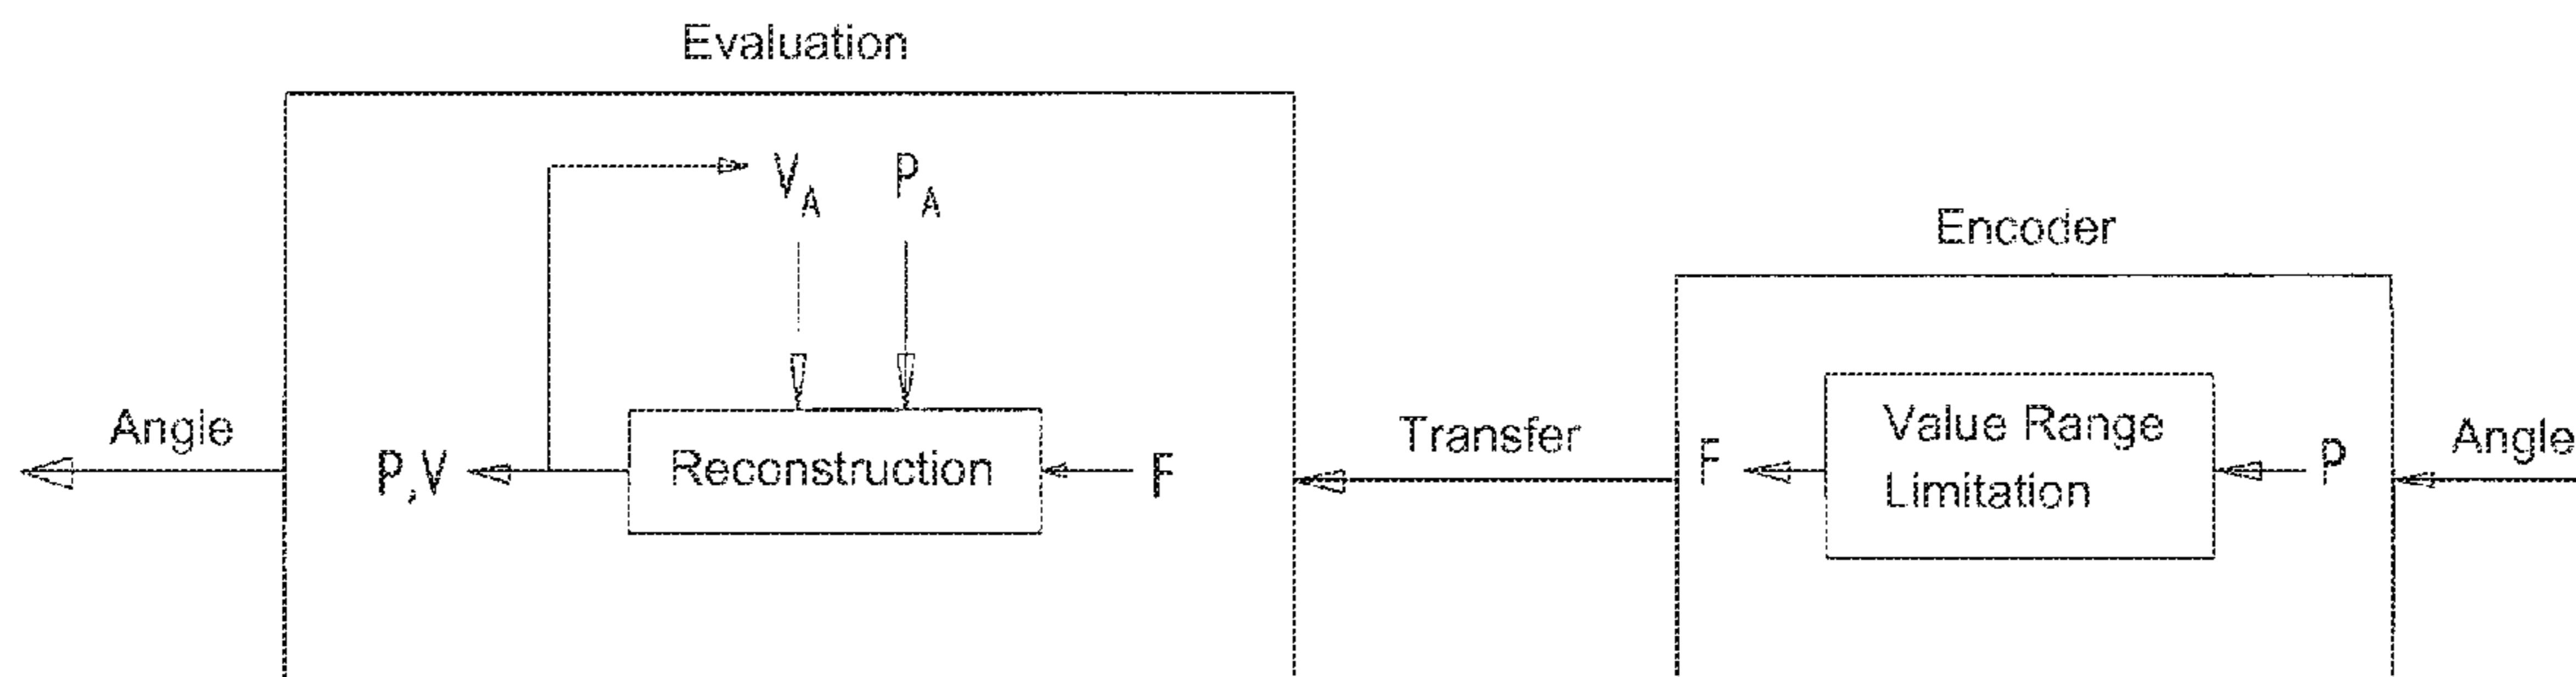 Evaluation
V_A P_A
Encoder
Angle
P,V
Reconstruction
F
Transfer
F
Value Range
Limitation
P
Angle